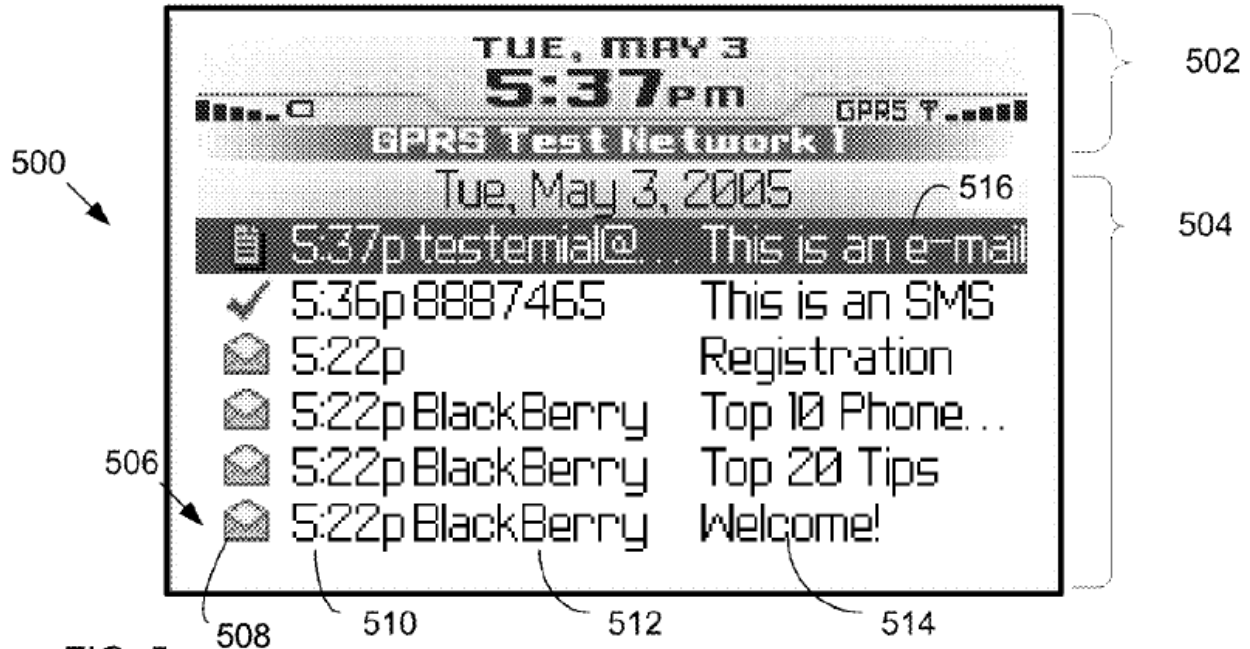 TUE, MAY 3
5:37pm
GPRS
GPRS Test Network 1
502
500
Tue, May 3, 2005
516
5:37p testemial@... This is an e-mail
504
5:36p 8887465 This is an SMS
5:22p Registration
5:22p BlackBerry Top 10 Phone...
5:22p BlackBerry Top 20 Tips
506
5:22p BlackBerry Welcome!
508 510 512 514